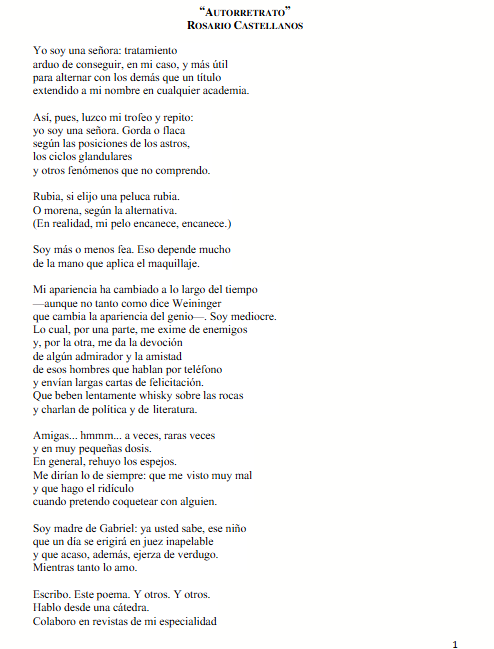 “AUTORRETRATO”
ROSARIO CASTELLANOS
Yo soy una señora: tratamiento
arduo de conseguir, en mi caso, y más útil
para alternar con los demás que un título
extendido a mi nombre en cualquier academia.
Así, pues, luzco mi trofeo y repito:
yo soy una señora. Gorda o flaca
según las posiciones de los astros,
los ciclos glandulares
y otros fenómenos que no comprendo.
Rubia, si elijo una peluca rubia.
O morena, según la alternativa.
(En realidad, mi pelo encanece, encanece.)
Soy más o menos fea. Eso depende mucho
de la mano que aplica el maquillaje.
Mi apariencia ha cambiado a lo largo del tiempo
—aunque no tanto como dice Weininger
que cambia la apariencia del genio—. Soy mediocre.
Lo cual, por una parte, me exime de enemigos
y, por la otra, me da la devoción
de algún admirador y la amistad
de esos hombres que hablan por teléfono
y envían largas cartas de felicitación.
Que beben lentamente whisky sobre las rocas
y charlan de política y de literatura.
Amigas... hmmm... a veces, raras veces
y en muy pequeñas dosis.
En general, rehuyo los espejos.
Me dirían lo de siempre: que me visto muy mal
y que hago el ridículo
cuando pretendo coquetear con alguien.
Soy madre de Gabriel: ya usted sabe, ese niño
que un día se erigirá en juez inapelable
y que acaso, además, ejerza de verdugo.
Mientras tanto lo amo.
Escribo. Este poema. Y otros. Y otros.
Hablo desde una cátedra.
Colaboro en revistas de mi especialidad
1